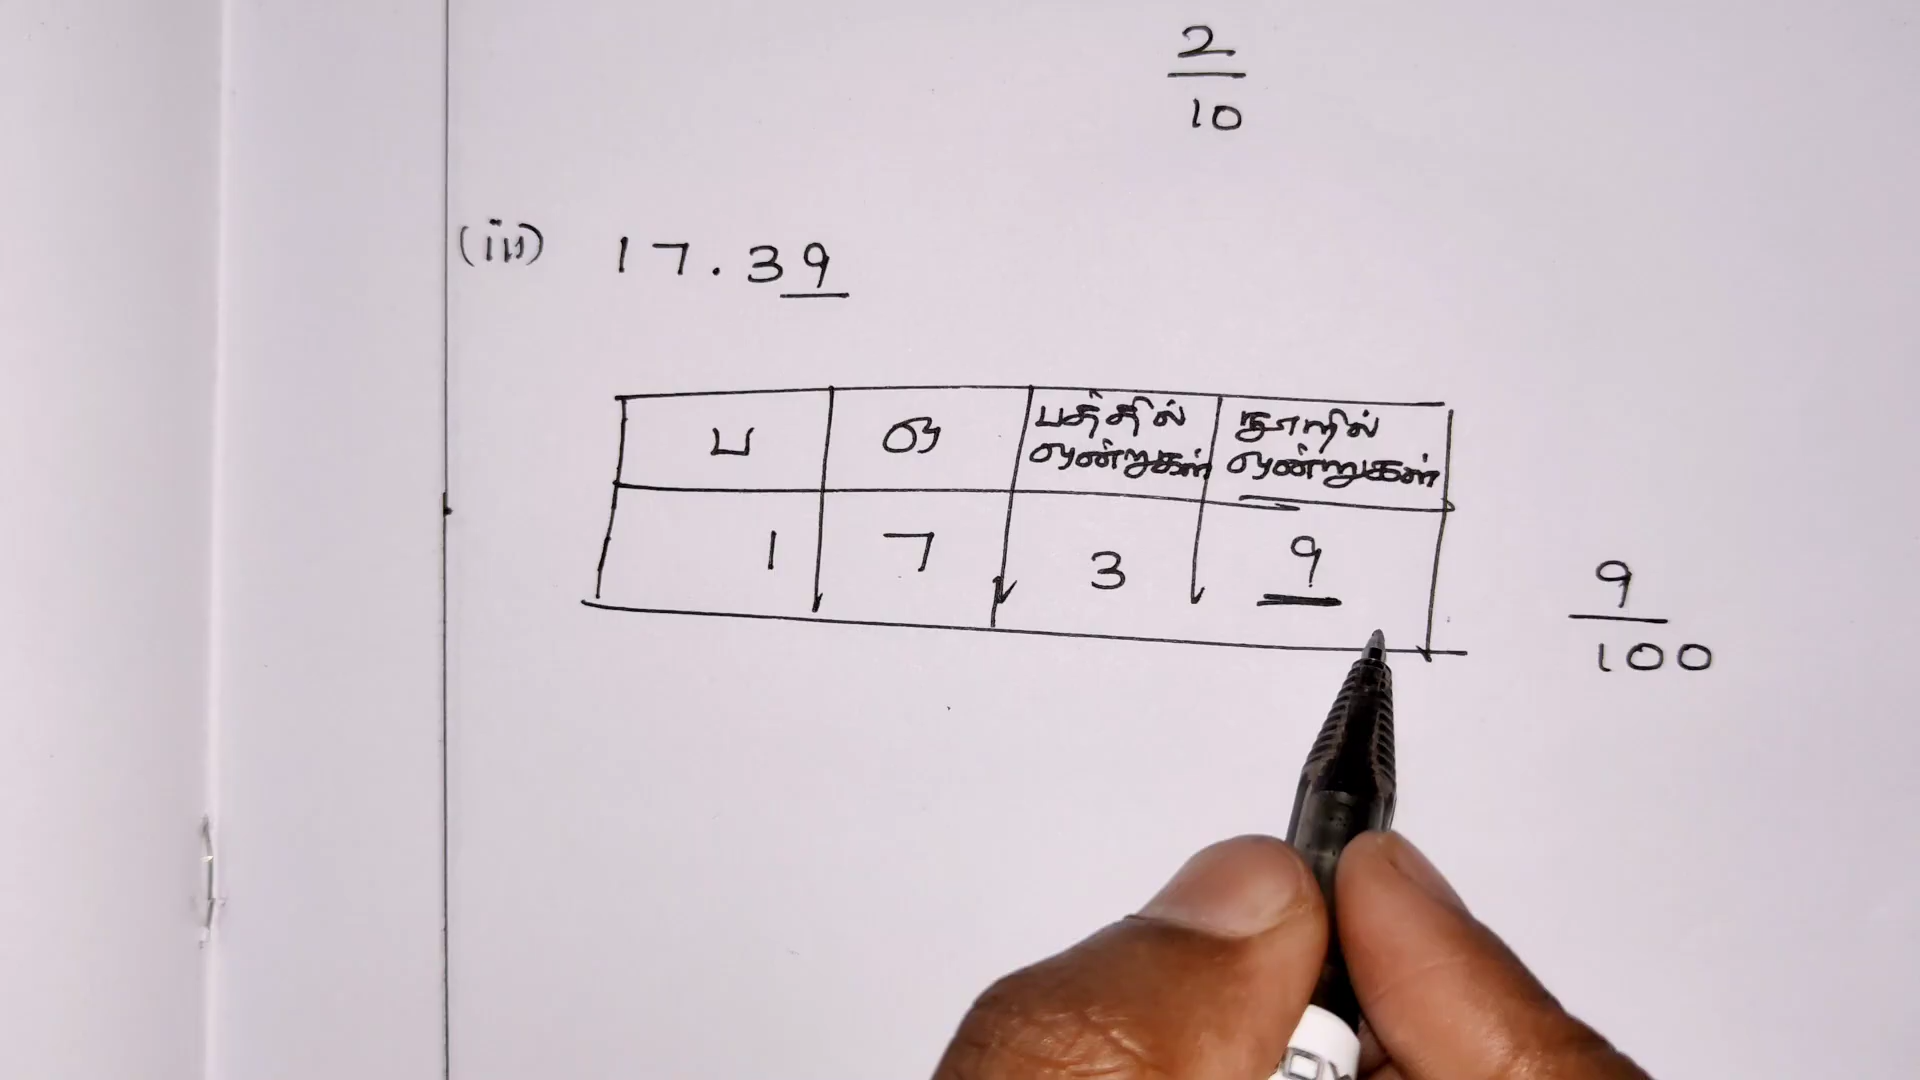 2
10
(iii) 17.39
ப ஒ பத்தில் ஒன்றுகள் நூறில் ஒன்றுகள்
1 7 3 9
9
100